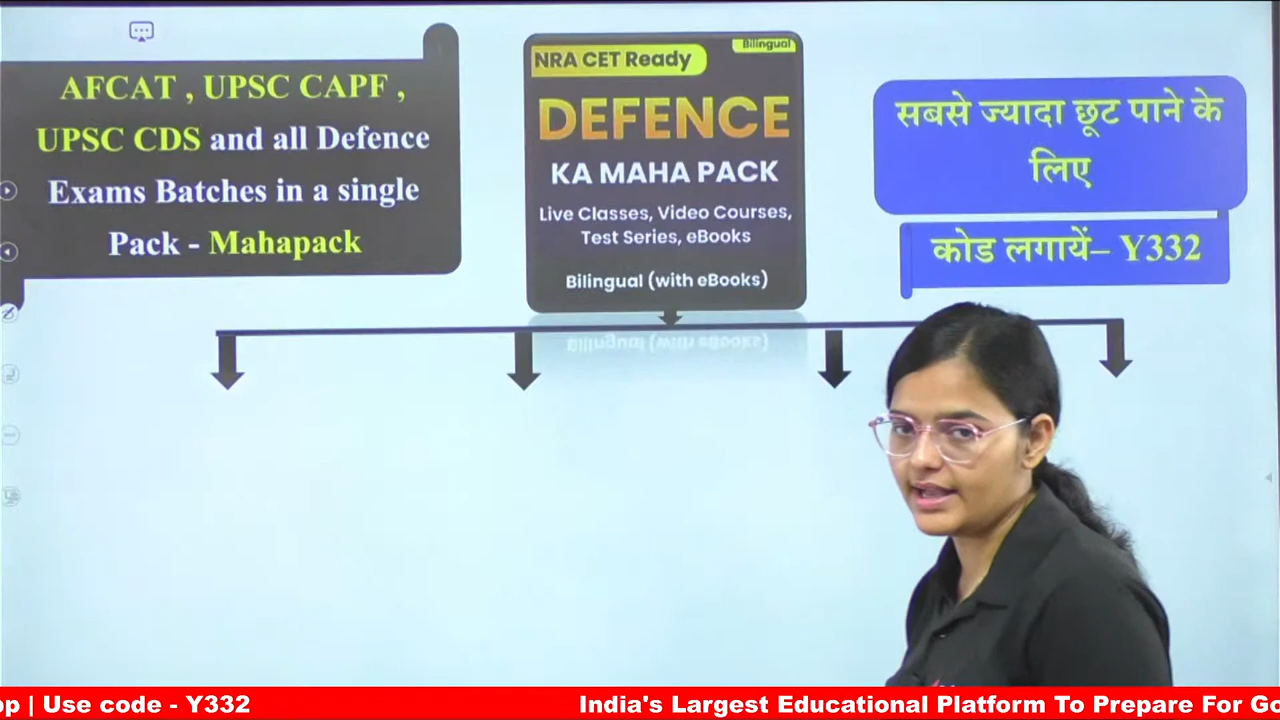 AFCAT , UPSC CAPF ,
UPSC CDS and all Defence
Exams Batches in a single
Pack - Mahapack
Bilingual
NRA CET Ready
DEFENCE
KA MAHA PACK
Live Classes, Video Courses,
Test Series, eBooks
Bilingual (with eBooks)
सबसे ज्यादा छूट पाने के
लिए
कोड लगायें– Y332
| Use code - Y332
India's Largest Educational Platform To Prepare For